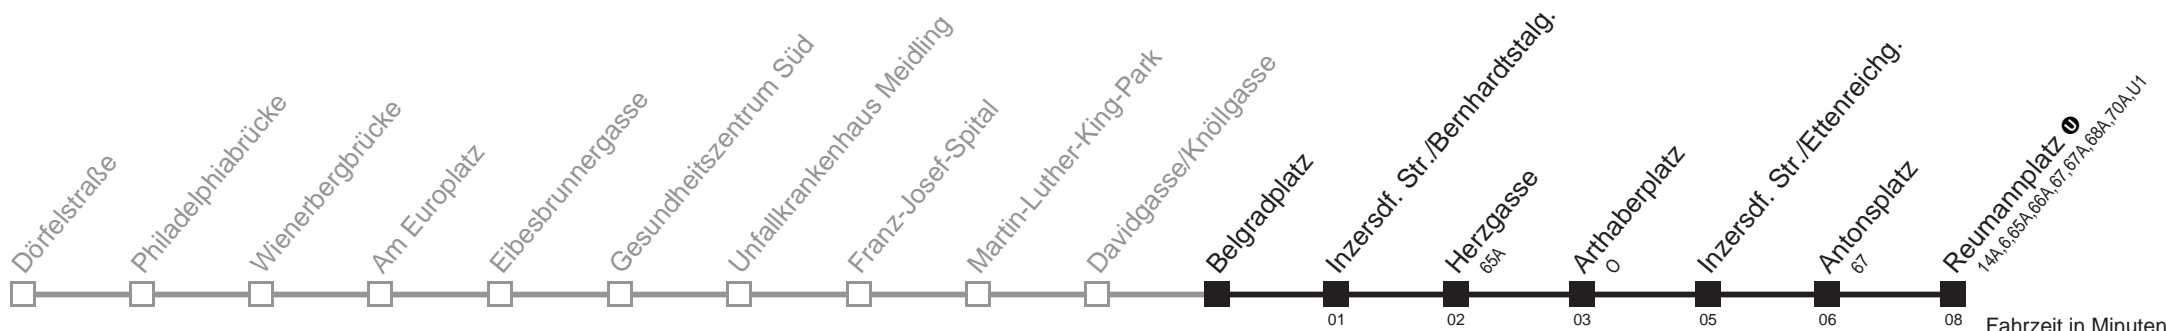 Dörfelstraße
Philadelphiabrücke
Wienerbergbrücke
Am Europlatz
Eibesbrunnergasse
Gesundheitszentrum Süd
Unfallkrankenhaus Meidling
Franz-Josef-Spital
Martin-Luther-King-Park
Davidgasse/Knöllgasse
Belgradplatz
Inzersdf. Str./Bernhardtstalg.
01
Herzgasse
65A
02
Arthaberplatz
O
03
Inzersdf. Str./Ettenreichg.
05
Antonsplatz
67
06
Reumannplatz U
14A,6,65A,66A,67,67A,68A,70A,U1
08
Fahrzeit in Minuten